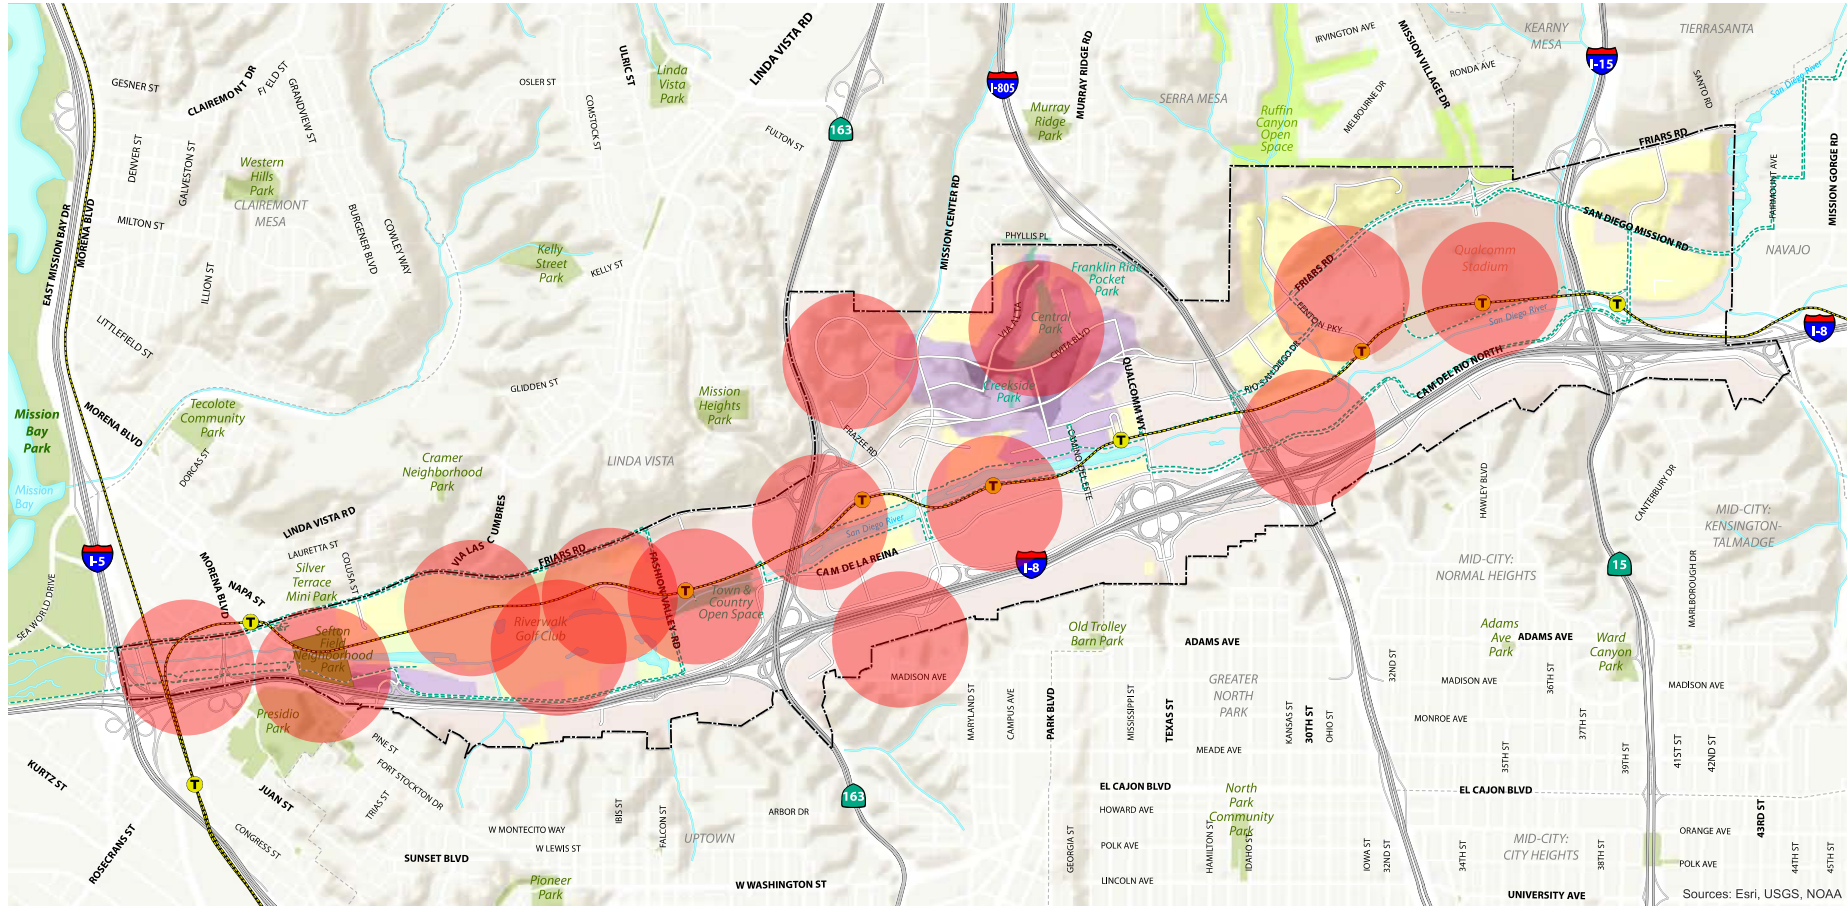 KEARNY
MESA
TIERRASANTA
GESNER ST
CLAIREMONT DR
FIELD ST
GRANDVIEW ST
OSLER ST
ULRIC ST
Linda
Vista
Park
LINDA VISTA RD
COMSTOCK ST
FULTON ST
163
I-805
MURRAY RIDGE RD
Murray
Ridge
Park
SERRA MESA
Ruffin
Canyon
Open
Space
IRVINGTON AVE
MELBOURNE DR
MISSION VILLAGE DR
RONDA AVE
I-15
SANTO RD
San Diego River
FRIARS RD
FAIRMOUNT AVE
MISSION GORGE RD
NAVAJO
SAN DIEGO MISSION RD
DENVER ST
GALVESTON ST
Western
Hills
Park
CLAIREMONT
MESA
MILTON ST
ILLION ST
BURGENER BLVD
COWLEY WAY
EAST MISSION BAY DR
MORENA BLVD
LITTLEFIELD ST
Kelly
Street
Park
KELLY ST
MISSION CENTER RD
PHYLLIS PL
Franklin Ridge
Pocket
Park
VIA ALTA
Central
Park
CIVITA BLVD
Creekside
Park
QUALCOMM WY
Qualcomm
Stadium
FRIARS RD
FENTON PKY
RIO SAN DIEGO DR
San Diego River
CAM DEL RIO NORTH
T
T
T
T
I-8
GLIDDEN ST
Mission
Heights
Park
Mission
Bay
Park
MORENA BLVD
Tecolote
Community
Park
DORCAS ST
Cramer
Neighborhood
Park
LINDA VISTA
FRAZEE RD
CAMINO DEL ESTE
T
T
T
San Diego River
CAM DE LA REINA
I-8
Mission
Bay
LINDA VISTA RD
VIA LAS CUMBRES
FRIARS RD
LAURETTA ST
COLUSA ST
Silver
Terrace
Mini Park
I-5
MORENA BLVD
NAPA ST
SEA WORLD DRIVE
T
Sefton
Field
Neighborhood
Park
Riverwalk
Golf Club
FASHION VALLEY RD
Town &
Country
Open Space
Presidio
Park
PINE ST
FORT STOCKTON DR
TRIAS ST
JUAN ST
KURTZ ST
CONGRESS ST
ROSECRANS ST
T
MADISON AVE
Old Trolley
Barn Park
ADAMS AVE
HAWLEY BLVD
CANTERBURY DR
MID-CITY:
KENSINGTON-
TALMADGE
MID-CITY:
NORMAL HEIGHTS
15
MARLBOROUGH DR
Adams
Ave
Park
ADAMS AVE
Ward
Canyon
Park
MADISON AVE
MADISON AVE
36TH ST
32ND ST
GREATER
NORTH
PARK
MARYLAND ST
CAMPUS AVE
PARK BLVD
MISSISSIPPI ST
TEXAS ST
KANSAS ST
30TH ST
OHIO ST
MONROE AVE
MEADE AVE
35TH ST
37TH ST
39TH ST
41ST ST
42ND ST
163
EL CAJON BLVD
EL CAJON BLVD
HOWARD AVE
North
Park
Community
Park
ARBOR DR
W MONTECITO WAY
W LEWIS ST
IBIS ST
FALCON ST
UPTOWN
SUNSET BLVD
Pioneer
Park
W WASHINGTON ST
GEORGIA ST
POLK AVE
LINCOLN AVE
HAMILTON ST
IDAHO ST
IOWA ST
32ND ST
34TH ST
MID-CITY:
CITY HEIGHTS
38TH ST
ORANGE AVE
POLK AVE
43RD ST
44TH ST
45TH ST
UNIVERSITY AVE
Sources: Esri, USGS, NOAA